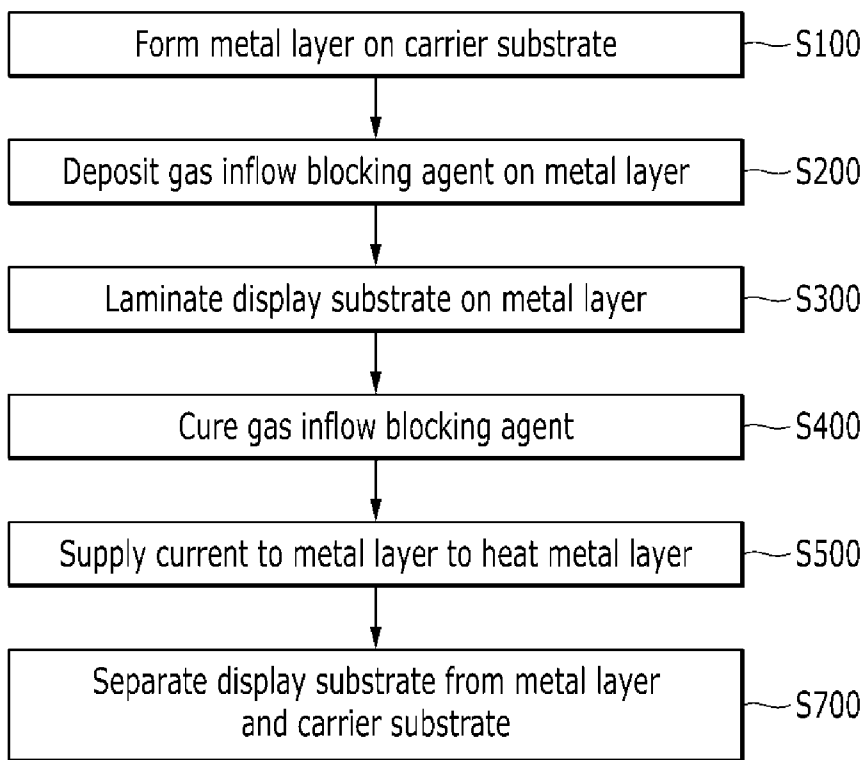 Form metal layer on carrier substrate
S100
Deposit gas inflow blocking agent on metal layer
S200
Laminate display substrate on metal layer
S300
Cure gas inflow blocking agent
S400
Supply current to metal layer to heat metal layer
S500
Separate display substrate from metal layer
and carrier substrate
S700